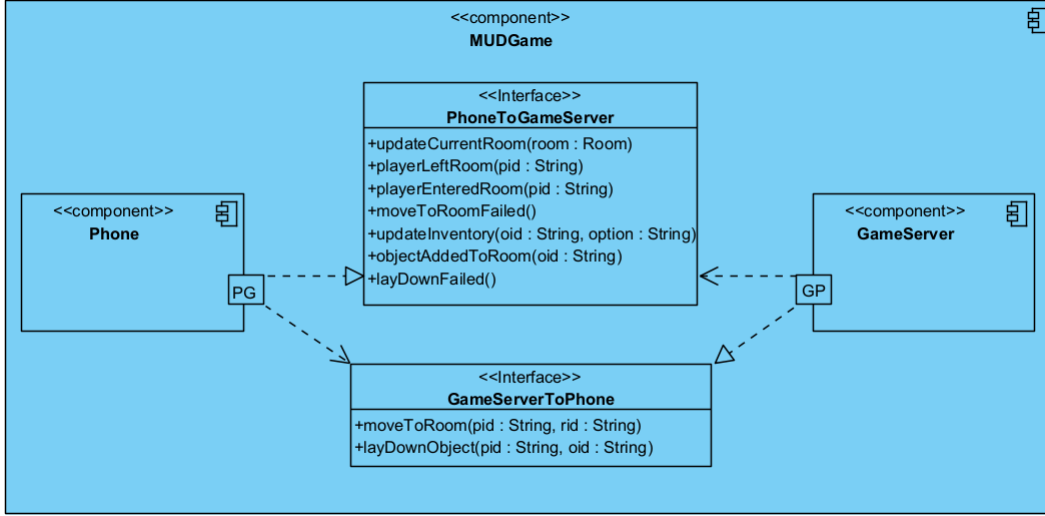 <<component>>
MUDGame
<<Interface>>
PhoneToGameServer
+updateCurrentRoom(room : Room)
+playerLeftRoom(pid : String)
+playerEnteredRoom(pid : String)
+moveToRoomFailed()
+updateInventory(oid : String, option : String)
+objectAddedToRoom(oid : String)
+layDownFailed()
<<component>>
Phone
PG
<<component>>
GameServer
GP
<<Interface>>
GameServerToPhone
+moveToRoom(pid : String, rid : String)
+layDownObject(pid : String, oid : String)